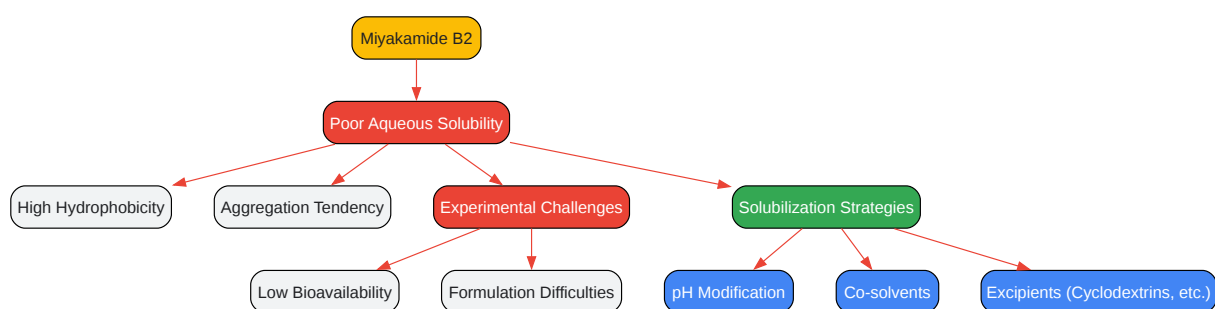 Miyakamide B2
Poor Aqueous Solubility
High Hydrophobicity
Aggregation Tendency
Experimental Challenges
Solubilization Strategies
Low Bioavailability
Formulation Difficulties
pH Modification
Co-solvents
Excipients (Cyclodextrins, etc.)